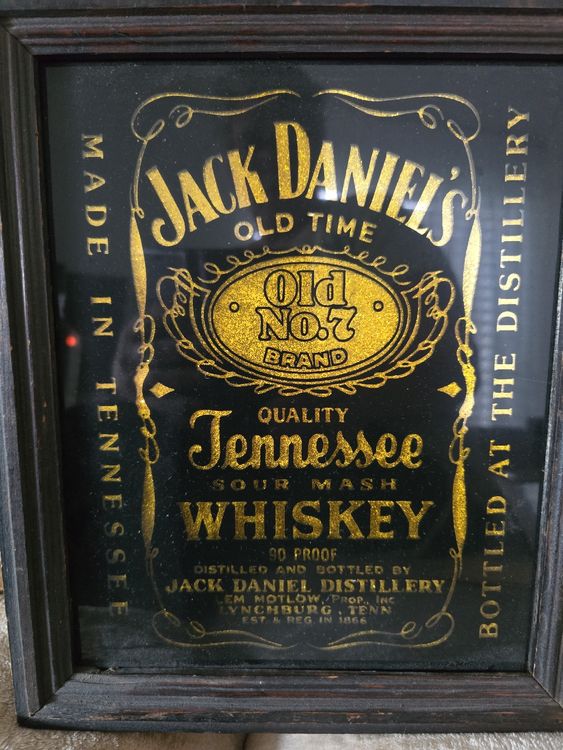 MADE IN TENNESSEE
JACK DANIEL'S
OLD TIME
Old
No.7
BRAND
QUALITY
Tennessee
SOUR MASH
WHISKEY
90 PROOF
DISTILLED AND BOTTLED BY
JACK DANIEL DISTILLERY
LEM MOTLOW, PROP., INC
LYNCHBURG, TENN
EST. & REG. IN 1866
BOTTLED AT THE DISTILLERY